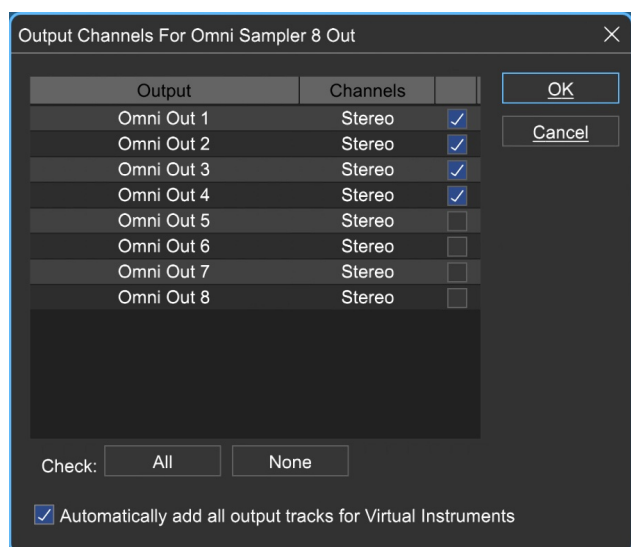 Output Channels For Omni Sampler 8 Out
Output Channels
Omni Out 1 Stereo
Omni Out 2 Stereo
Omni Out 3 Stereo
Omni Out 4 Stereo
Omni Out 5 Stereo
Omni Out 6 Stereo
Omni Out 7 Stereo
Omni Out 8 Stereo
OK
Cancel
Check: All None
Automatically add all output tracks for Virtual Instruments